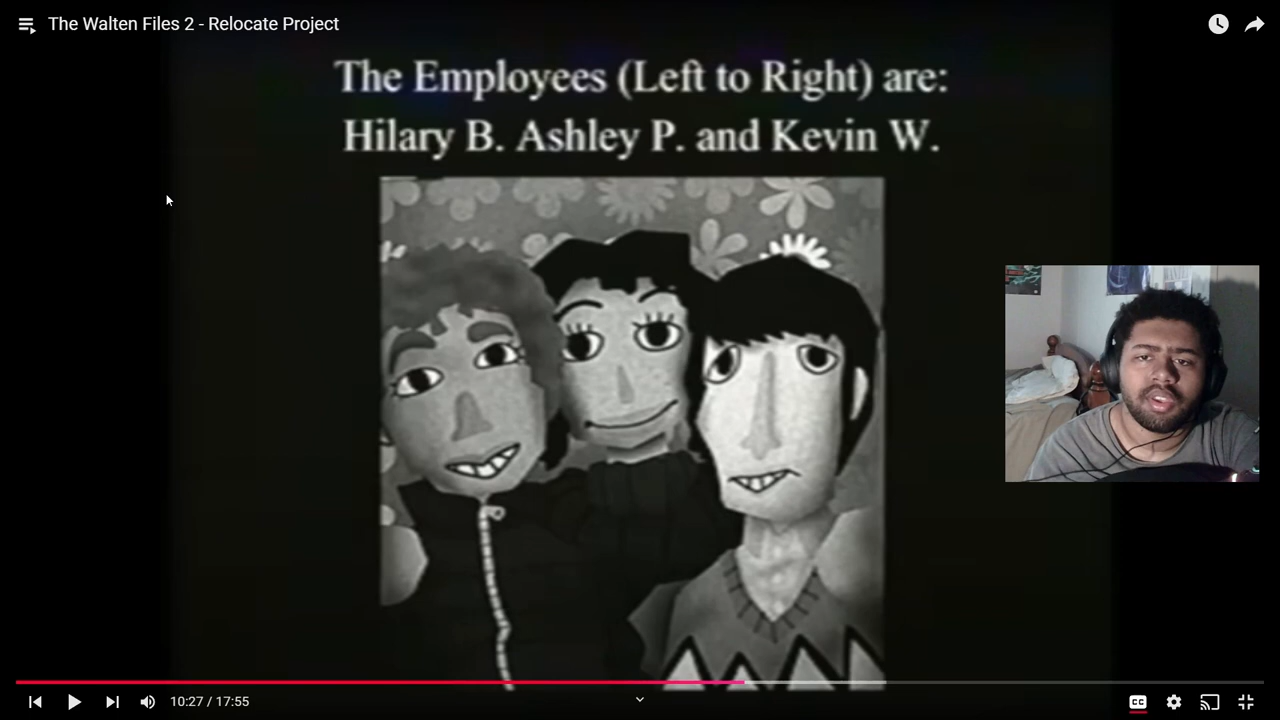 The Walten Files 2 - Relocate Project
The Employees (Left to Right) are:
Hilary B. Ashley P. and Kevin W.
10:27 / 17:55
CC